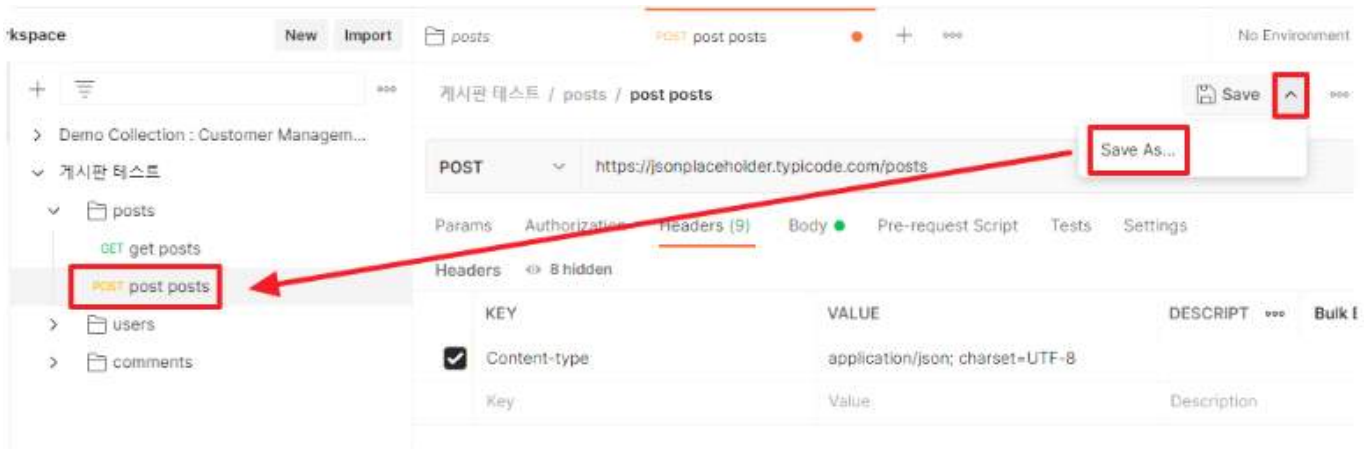 kspace New Import posts POST post posts No Environment
게시판 테스트 / posts / post posts Save
Demo Collection : Customer Managem...
Save As...
게시판 테스트
POST https://jsonplaceholder.typicode.com/posts
posts
Params Authorization Headers (9) Body Pre-request Script Tests Settings
GET get posts
Headers 8 hidden
POST post posts
KEY VALUE DESCRIPT Bulk E
users
Content-type application/json; charset=UTF-8
comments
Key Value Description